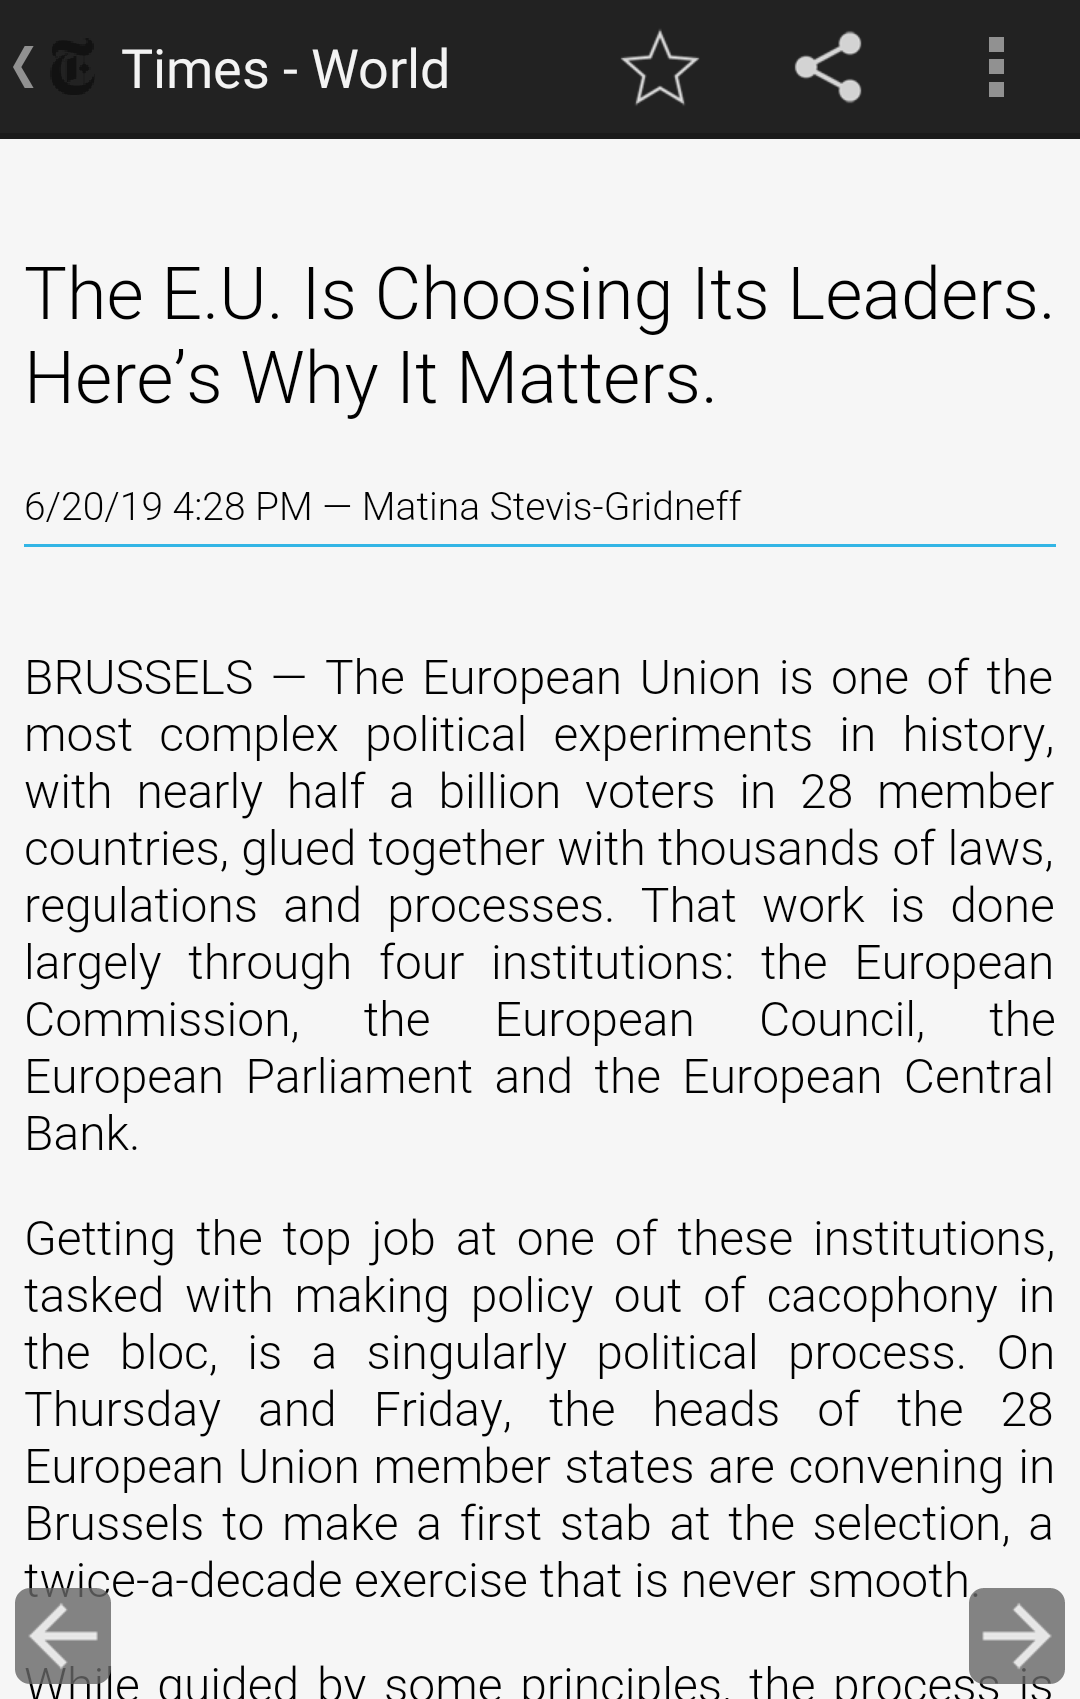 Times - World
The E.U. Is Choosing Its Leaders.
Here’s Why It Matters.
6/20/19 4:28 PM — Matina Stevis-Gridneff
BRUSSELS — The European Union is one of the
most complex political experiments in history,
with nearly half a billion voters in 28 member
countries, glued together with thousands of laws,
regulations and processes. That work is done
largely through four institutions: the European
Commission, the European Council, the
European Parliament and the European Central
Bank.
Getting the top job at one of these institutions,
tasked with making policy out of cacophony in
the bloc, is a singularly political process. On
Thursday and Friday, the heads of the 28
European Union member states are convening in
Brussels to make a first stab at the selection, a
twice-a-decade exercise that is never smooth.
While guided by some principles, the process is